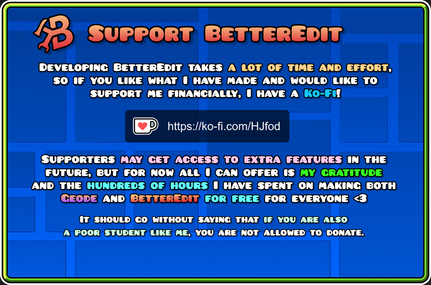 Support BetterEdit
Developing BetterEdit takes a lot of time and effort,
so if you like what I have made and would like to
support me financially, I have a Ko-Fi!
https://ko-fi.com/HJfod
Supporters may get access to extra features in the
future, but for now all I can offer is my gratitude
and the hundreds of hours I have spent on making both
Geode and BetterEdit for free for everyone <3
It should go without saying that if you are also
a poor student like me, you are not allowed to donate.